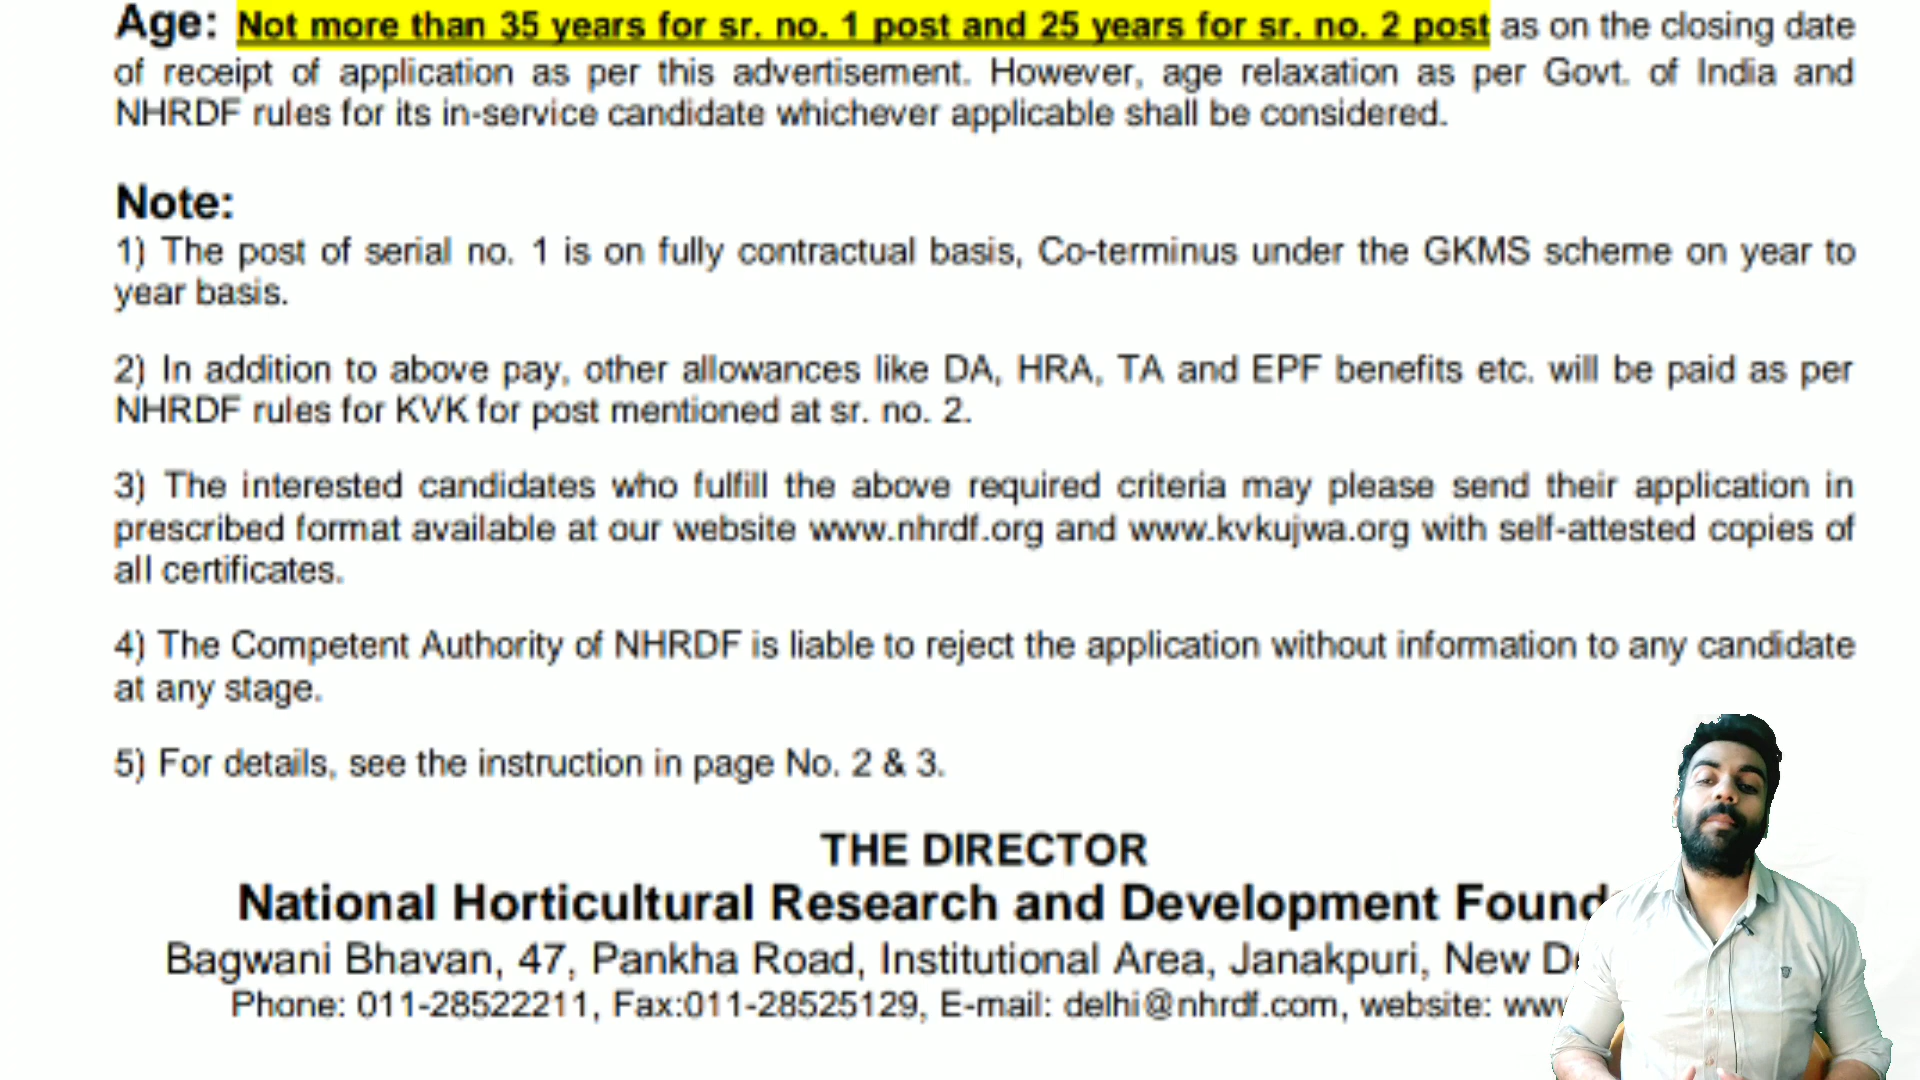 Age: Not more than 35 years for sr. no. 1 post and 25 years for sr. no. 2 post as on the closing date
of receipt of application as per this advertisement. However, age relaxation as per Govt. of India and
NHRDF rules for its in-service candidate whichever applicable shall be considered.
Note:
1) The post of serial no. 1 is on fully contractual basis, Co-terminus under the GKMS scheme on year to
year basis.
2) In addition to above pay, other allowances like DA, HRA, TA and EPF benefits etc. will be paid as per
NHRDF rules for KVK for post mentioned at sr. no. 2.
3) The interested candidates who fulfill the above required criteria may please send their application in
prescribed format available at our website www.nhrdf.org and www.kvkujwa.org with self-attested copies of
all certificates.
4) The Competent Authority of NHRDF is liable to reject the application without information to any candidate
at any stage.
5) For details, see the instruction in page No. 2 & 3.
THE DIRECTOR
National Horticultural Research and Development Found
Bagwani Bhavan, 47, Pankha Road, Institutional Area, Janakpuri, New
Phone: 011-28522211, Fax:011-28525129, E-mail: delhi@nhrdf.com, website: